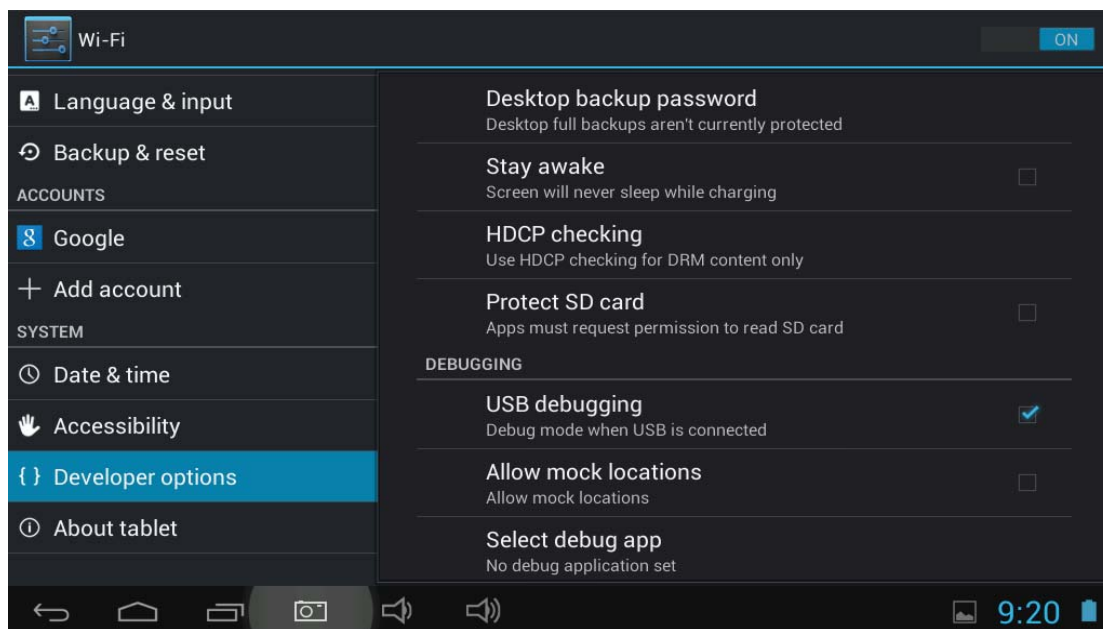 Wi-Fi
ON
Language & input
Backup & reset
ACCOUNTS
Google
Add account
SYSTEM
Date & time
Accessibility
{ } Developer options
About tablet
Desktop backup password
Desktop full backups aren't currently protected
Stay awake
Screen will never sleep while charging
HDCP checking
Use HDCP checking for DRM content only
Protect SD card
Apps must request permission to read SD card
DEBUGGING
USB debugging
Debug mode when USB is connected
Allow mock locations
Allow mock locations
Select debug app
No debug application set
9:20